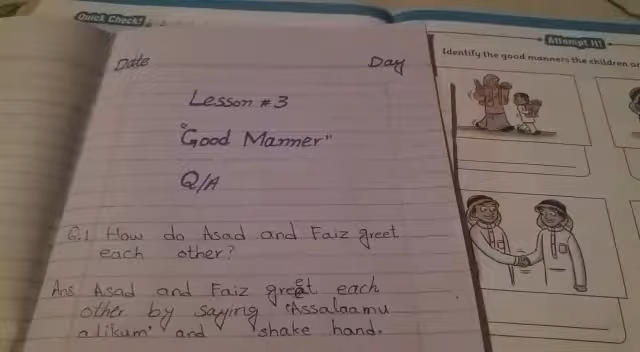 Quick Check!
Attempt It!
Identify the good manners the children ar
Date
Day
Lesson # 3
"Good Manner"
Q/A
Q.1 How do Asad and Faiz greet
each other?
Ans Asad and Faiz greet each
other by saying 'Assalaamu
alikum' and shake hand.